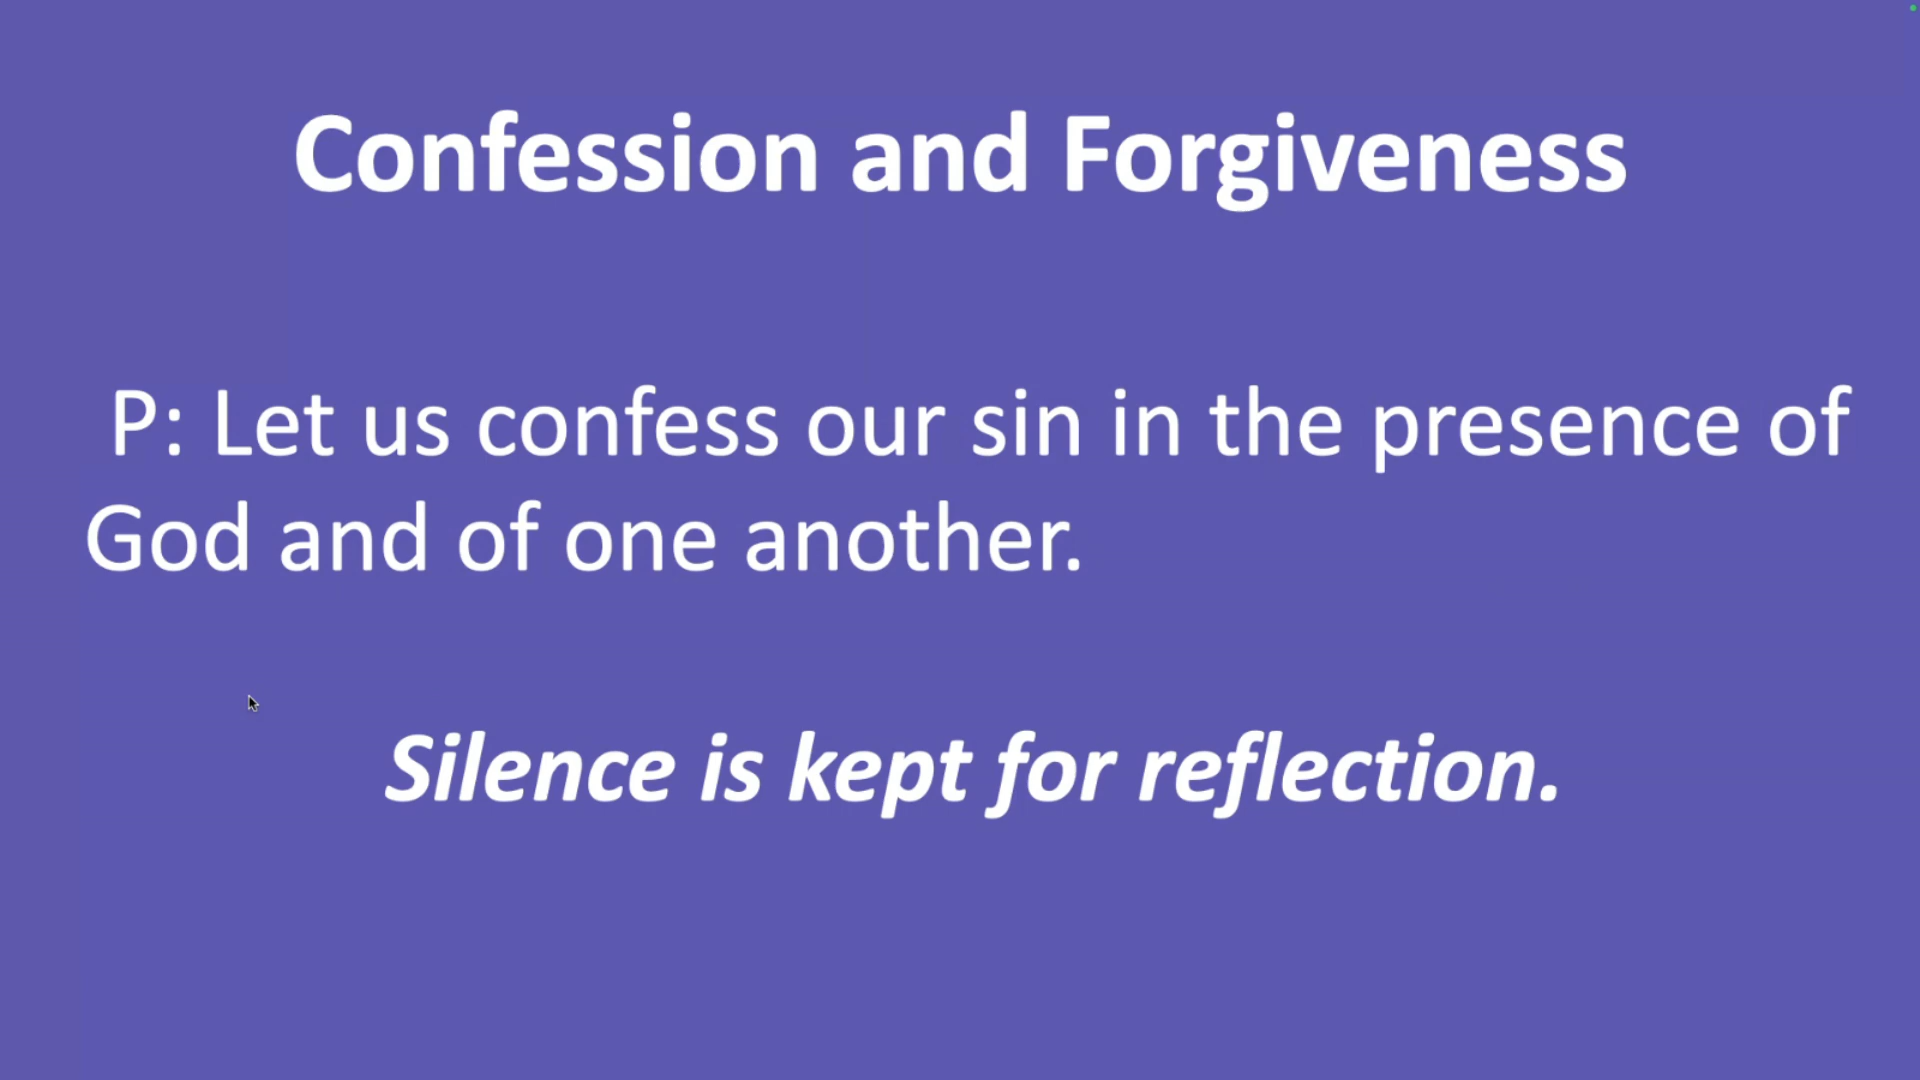 Confession and Forgiveness
P: Let us confess our sin in the presence of
God and of one another.
Silence is kept for reflection.